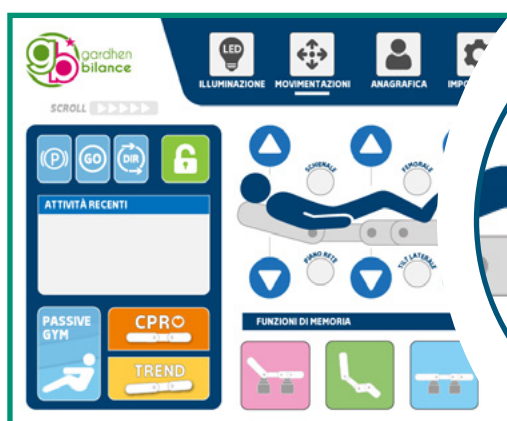 gardhen
bilance
LED
ILLUMINAZIONE
MOVIMENTAZIONI
ANAGRAFICA
SCROLL
(P)
GO
DIR
ATTIVITÀ RECENTI
SCHIENALE
FEMORALE
PIANO RETE
TILT LATERALE
PASSIVE
GYM
CPR
TREND
FUNZIONI DI MEMORIA